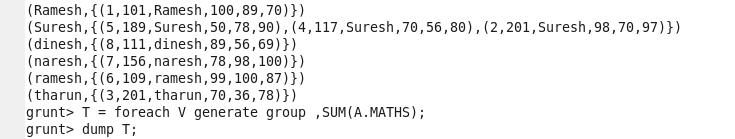 (Ramesh,{(1,101,Ramesh,100,89,70)})
(Suresh,{(5,189,Suresh,50,78,90),(4,117,Suresh,70,56,80),(2,201,Suresh,98,70,97)})
(dinesh,{(8,111,dinesh,89,56,69)})
(naresh,{(7,156,naresh,78,98,100)})
(ramesh,{(6,109,ramesh,99,100,87)})
(tharun,{(3,201,tharun,70,36,78)})
grunt> T = foreach V generate group ,SUM(A.MATHS);
grunt> dump T;